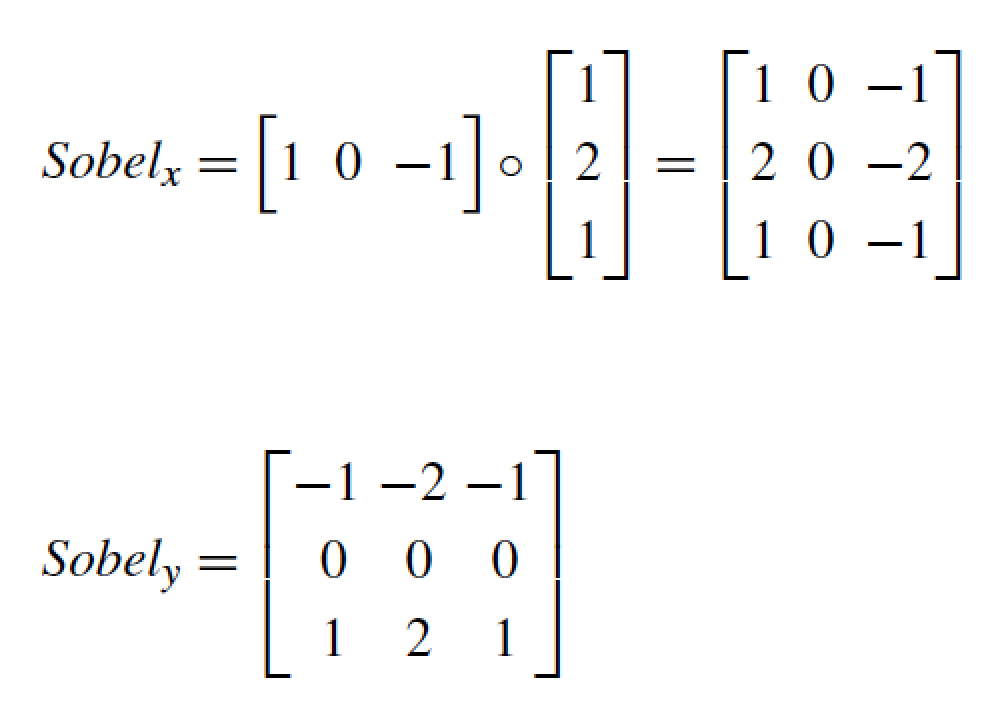 Sobelₓ = [1 0 −1] ∘ [1 2 1] = [1 0 −1
2 0 −2
1 0 −1]
Sobel_y = [−1 −2 −1
0 0 0
1 2 1]